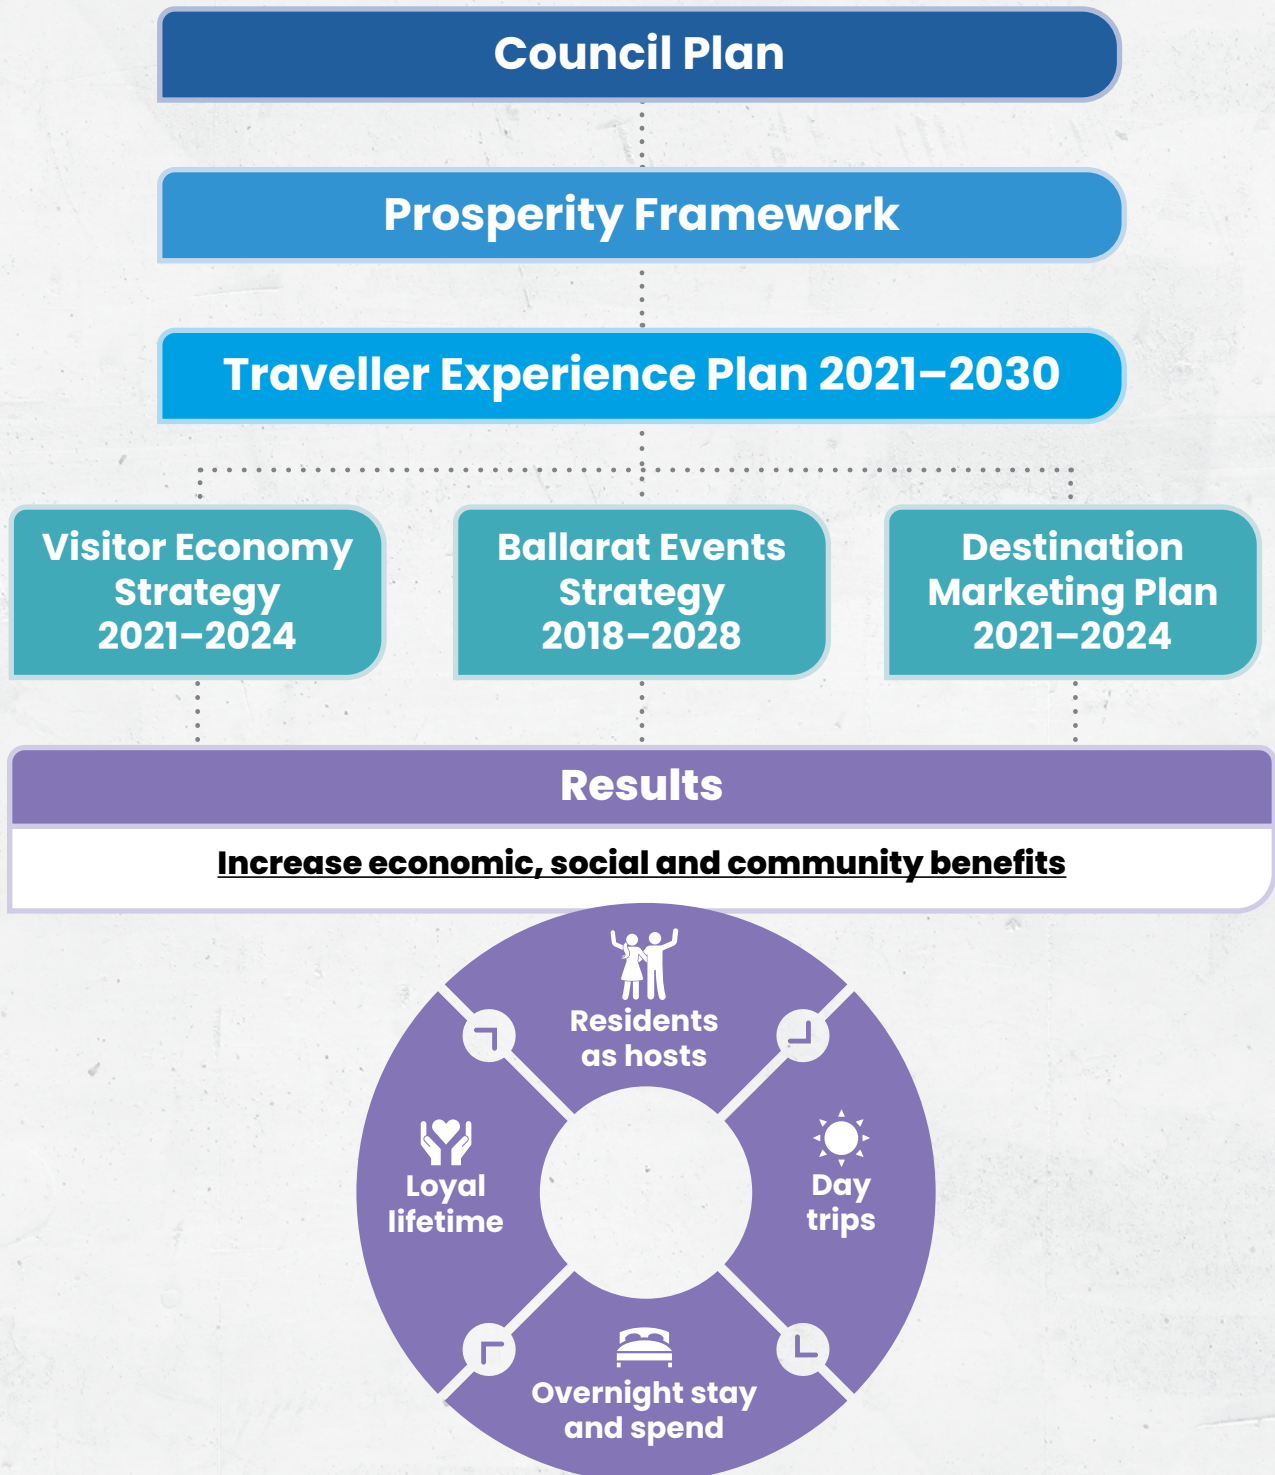 Council Plan
Prosperity Framework
Traveller Experience Plan 2021–2030
Visitor Economy
Strategy
2021–2024
Ballarat Events
Strategy
2018–2028
Destination
Marketing Plan
2021–2024
Results
Increase economic, social and community benefits
Residents
as hosts
Day
trips
Overnight stay
and spend
Loyal
lifetime